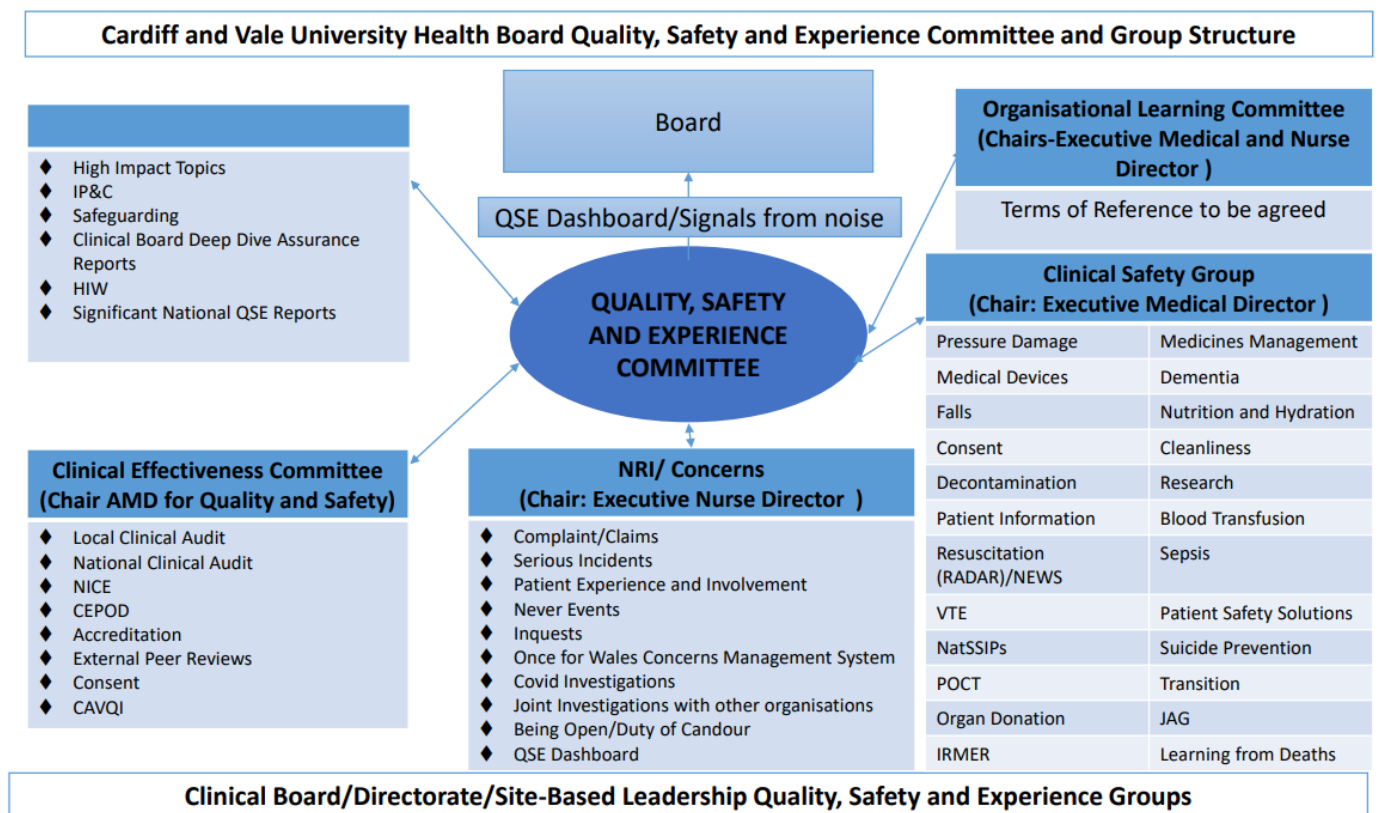 Cardiff and Vale University Health Board Quality, Safety and Experience Committee and Group Structure
Board
QSE Dashboard/Signals from noise
QUALITY, SAFETY
AND EXPERIENCE
COMMITTEE
♦ High Impact Topics
♦ IP&C
♦ Safeguarding
♦ Clinical Board Deep Dive Assurance
Reports
♦ HIW
♦ Significant National QSE Reports
Organisational Learning Committee
(Chairs-Executive Medical and Nurse
Director )
Terms of Reference to be agreed
Clinical Effectiveness Committee
(Chair AMD for Quality and Safety)
♦ Local Clinical Audit
♦ National Clinical Audit
♦ NICE
♦ CEPOD
♦ Accreditation
♦ External Peer Reviews
♦ Consent
♦ CAVQI
NRI/ Concerns
(Chair: Executive Nurse Director )
♦ Complaint/Claims
♦ Serious Incidents
♦ Patient Experience and Involvement
♦ Never Events
♦ Inquests
♦ Once for Wales Concerns Management System
♦ Covid Investigations
♦ Joint Investigations with other organisations
♦ Being Open/Duty of Candour
♦ QSE Dashboard
Clinical Safety Group
(Chair: Executive Medical Director )
Pressure Damage Medicines Management
Medical Devices Dementia
Falls Nutrition and Hydration
Consent Cleanliness
Decontamination Research
Patient Information Blood Transfusion
Resuscitation Sepsis
(RADAR)/NEWS
VTE Patient Safety Solutions
NatSSIPs Suicide Prevention
POCT Transition
Organ Donation JAG
IRMER Learning from Deaths
Clinical Board/Directorate/Site-Based Leadership Quality, Safety and Experience Groups